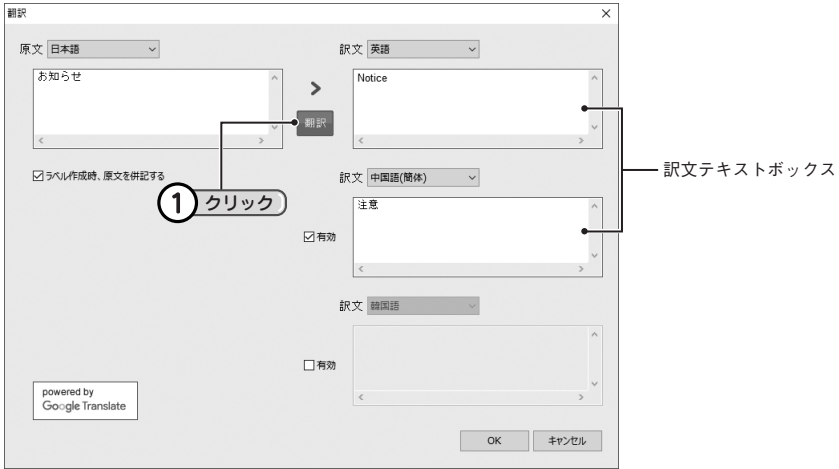 翻訳
原文 日本語
訳文 英語
お知らせ
Notice
翻訳
訳文テキストボックス
ラベル作成時、原文を併記する
訳文 中国語(簡体)
① クリック
注意
有効
訳文 韓国語
有効
powered by
Google Translate
OK
キャンセル